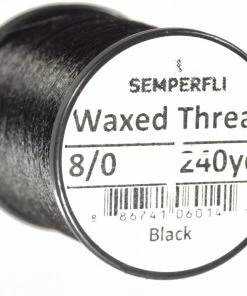 SEMPERFLI
Waxed Threa
8/0 240y
8 86741 06014
Black